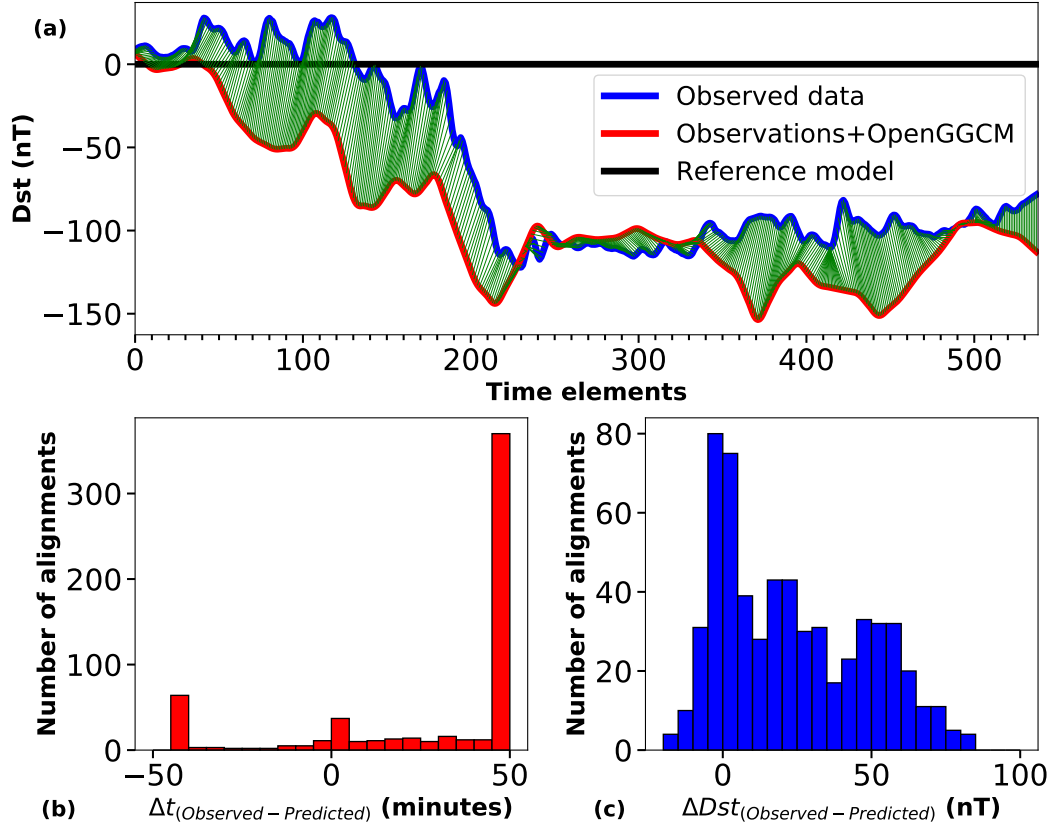 (a)
0
−50
−100
−150
Dst (nT)
Observed data
Observations+OpenGGCM
Reference model
0 100 200 300 400 500
Time elements
300
200
100
0
Number of alignments
−50 0 50
(b) Δt(Observed−Predicted) (minutes)
80
60
40
20
0
Number of alignments
0 50 100
(c) ΔDst(Observed−Predicted) (nT)